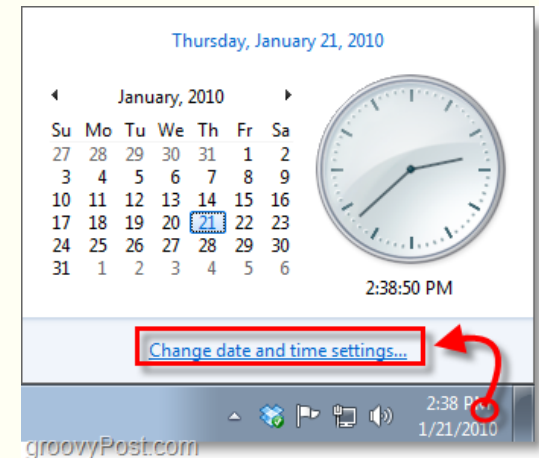 Thursday, January 21, 2010
January, 2010
Su Mo Tu We Th Fr Sa
27 28 29 30 31 1 2
3 4 5 6 7 8 9
10 11 12 13 14 15 16
17 18 19 20 21 22 23
24 25 26 27 28 29 30
31 1 2 3 4 5 6
2:38:50 PM
Change date and time settings...
2:38 PM
1/21/2010
groovyPost.com